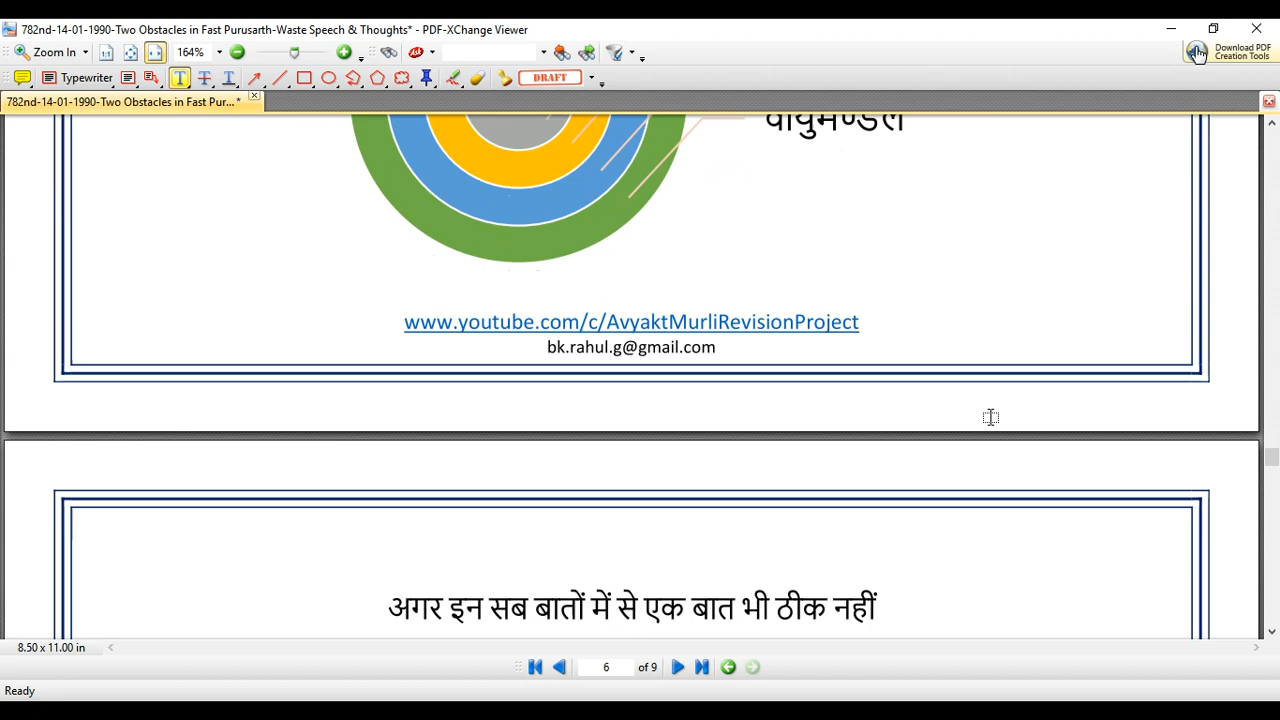 782nd-14-01-1990-Two Obstacles in Fast Purusarth-Waste Speech & Thoughts* - PDF-XChange Viewer
Zoom In
164%
Download PDF
Creation Tools
Typewriter
DRAFT
782nd-14-01-1990-Two Obstacles in Fast Pur... *
वायुमण्डल
www.youtube.com/c/AvyaktMurliRevisionProject
bk.rahul.g@gmail.com
अगर इन सब बातों में से एक बात भी ठीक नहीं
8.50 x 11.00 in
6 of 9
Ready